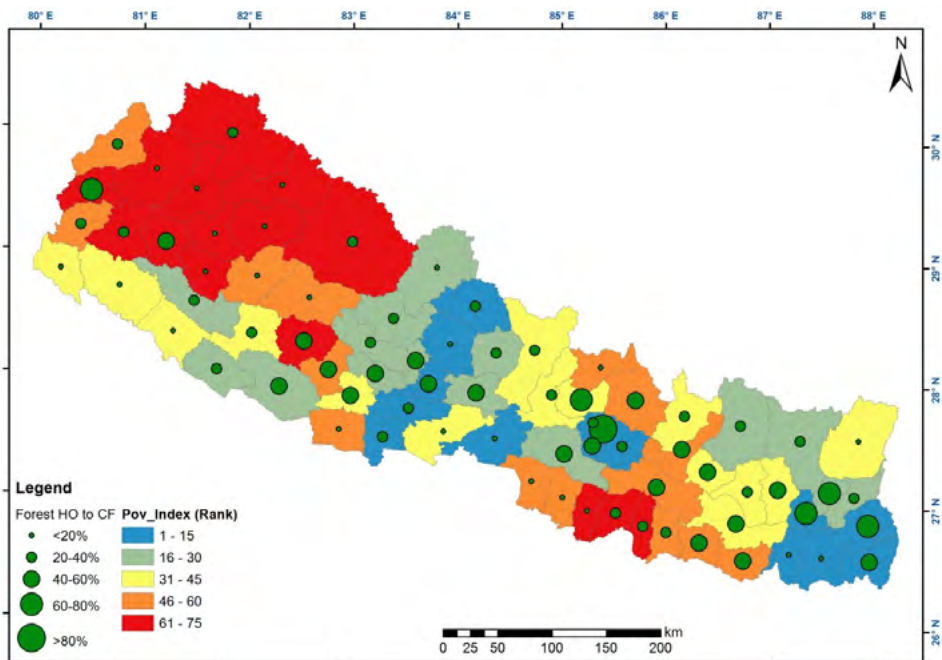 80° E 81° E 82° E 83° E 84° E 85° E 86° E 87° E 88° E
N
30° N
29° N
28° N
27° N
26° N
Legend
Forest HO to CF Pov_Index (Rank)
<20% 1 - 15
20-40% 16 - 30
40-60% 31 - 45
60-80% 46 - 60
>80% 61 - 75
km
0 25 50 100 150 200